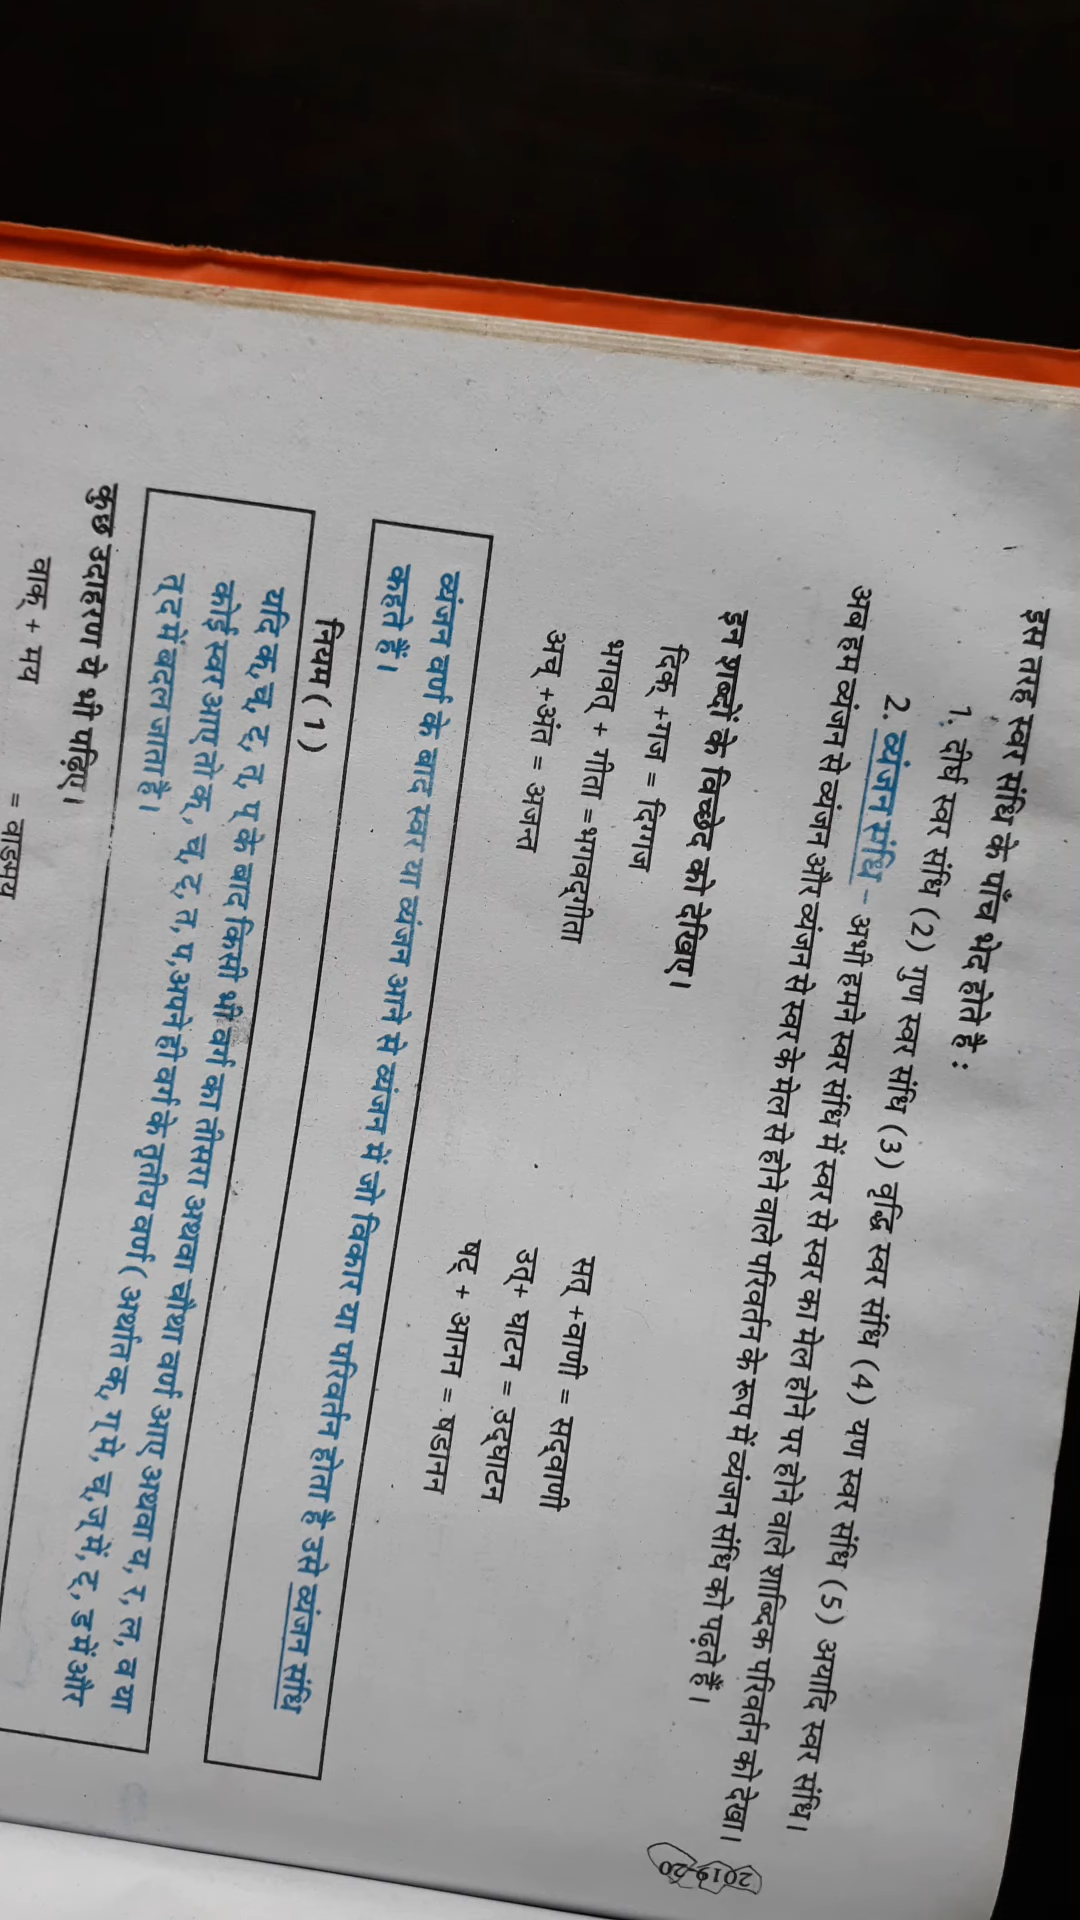 इस तरह स्वर संधि के पाँच भेद होते है :
1. दीर्घ स्वर संधि (2) गुण स्वर संधि (3) वृद्धि स्वर संधि (4) यण स्वर संधि (5) अयादि स्वर संधि।
2. व्यंजन संधि – अभी हमने स्वर संधि में स्वर से स्वर का मेल होने पर होने वाले शाब्दिक परिवर्तन को देखा।
अब हम व्यंजन से व्यंजन और व्यंजन से स्वर के मेल से होने वाले परिवर्तन के रूप में व्यंजन संधि को पढ़ते हैं।
इन शब्दों के विच्छेद को देखिए।
दिक् +गज = दिग्गज सत् +वाणी = सद्वाणी
भगवत् + गीता =भगवद्गीता उत्+ घाटन = उद्घाटन
अच् +अंत = अजन्त षट् + आनन = षडानन
व्यंजन वर्ण के बाद स्वर या व्यंजन आने से व्यंजन में जो विकार या परिवर्तन होता है उसे व्यंजन संधि
कहते हैं।
नियम ( 1 )
यदि क्, च्, ट्, त्, प् के बाद किसी भी वर्ग का तीसरा अथवा चौथा वर्ण आए अथवा य, र, ल, व या
कोई स्वर आए तो क्, च्, ट्, त, प, अपने ही वर्ग के तृतीय वर्ण ( अर्थात क्, ग् मे, च्, ज् में, ट्, ड में और
त् द में बदल जाता है।
कुछ उदाहरण ये भी पढ़िए।
वाक् + मय = वाङमय
2019-20